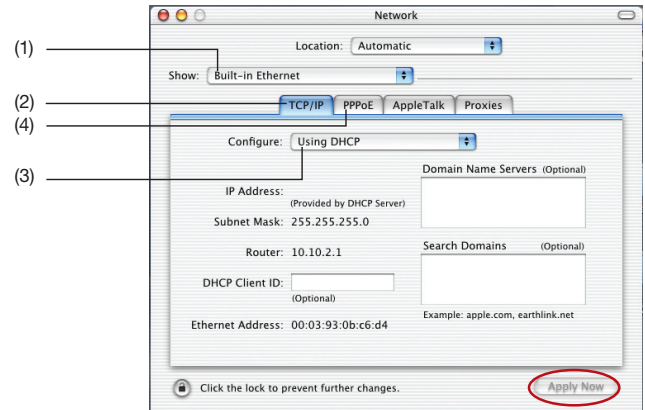 Network
Location: Automatic
(1)
Show: Built-in Ethernet
(2)
TCP/IP PPPoE AppleTalk Proxies
(4)
Configure: Using DHCP
(3)
Domain Name Servers (Optional)
IP Address:
(Provided by DHCP Server)
Subnet Mask: 255.255.255.0
Router: 10.10.2.1
Search Domains (Optional)
DHCP Client ID:
(Optional)
Example: apple.com, earthlink.net
Ethernet Address: 00:03:93:0b:c6:d4
Click the lock to prevent further changes.
Apply Now